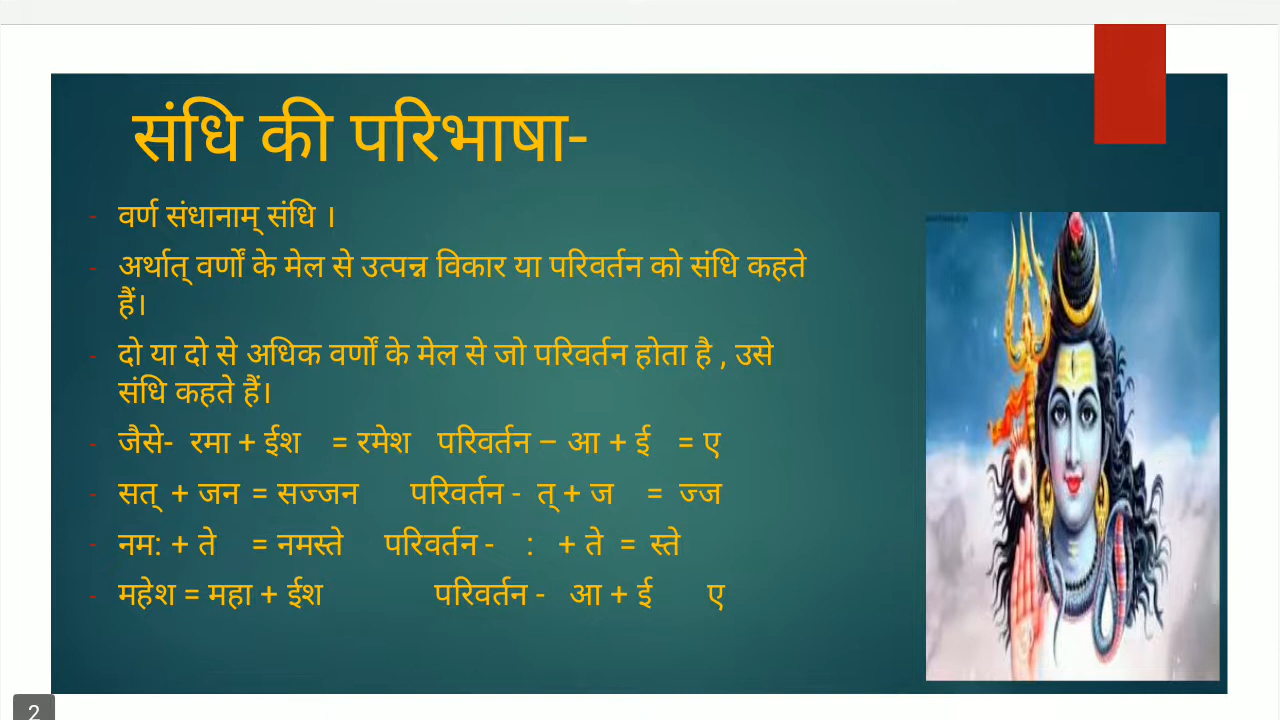 संधि की परिभाषा-
- वर्ण संधानाम् संधि ।
- अर्थात् वर्णों के मेल से उत्पन्न विकार या परिवर्तन को संधि कहते
हैं।
- दो या दो से अधिक वर्णों के मेल से जो परिवर्तन होता है , उसे
संधि कहते हैं।
- जैसे- रमा + ईश = रमेश परिवर्तन – आ + ई = ए
- सत् + जन = सज्जन परिवर्तन - त् + ज = ज्ज
- नम: + ते = नमस्ते परिवर्तन - : + ते = स्ते
- महेश = महा + ईश परिवर्तन - आ + ई ए
2